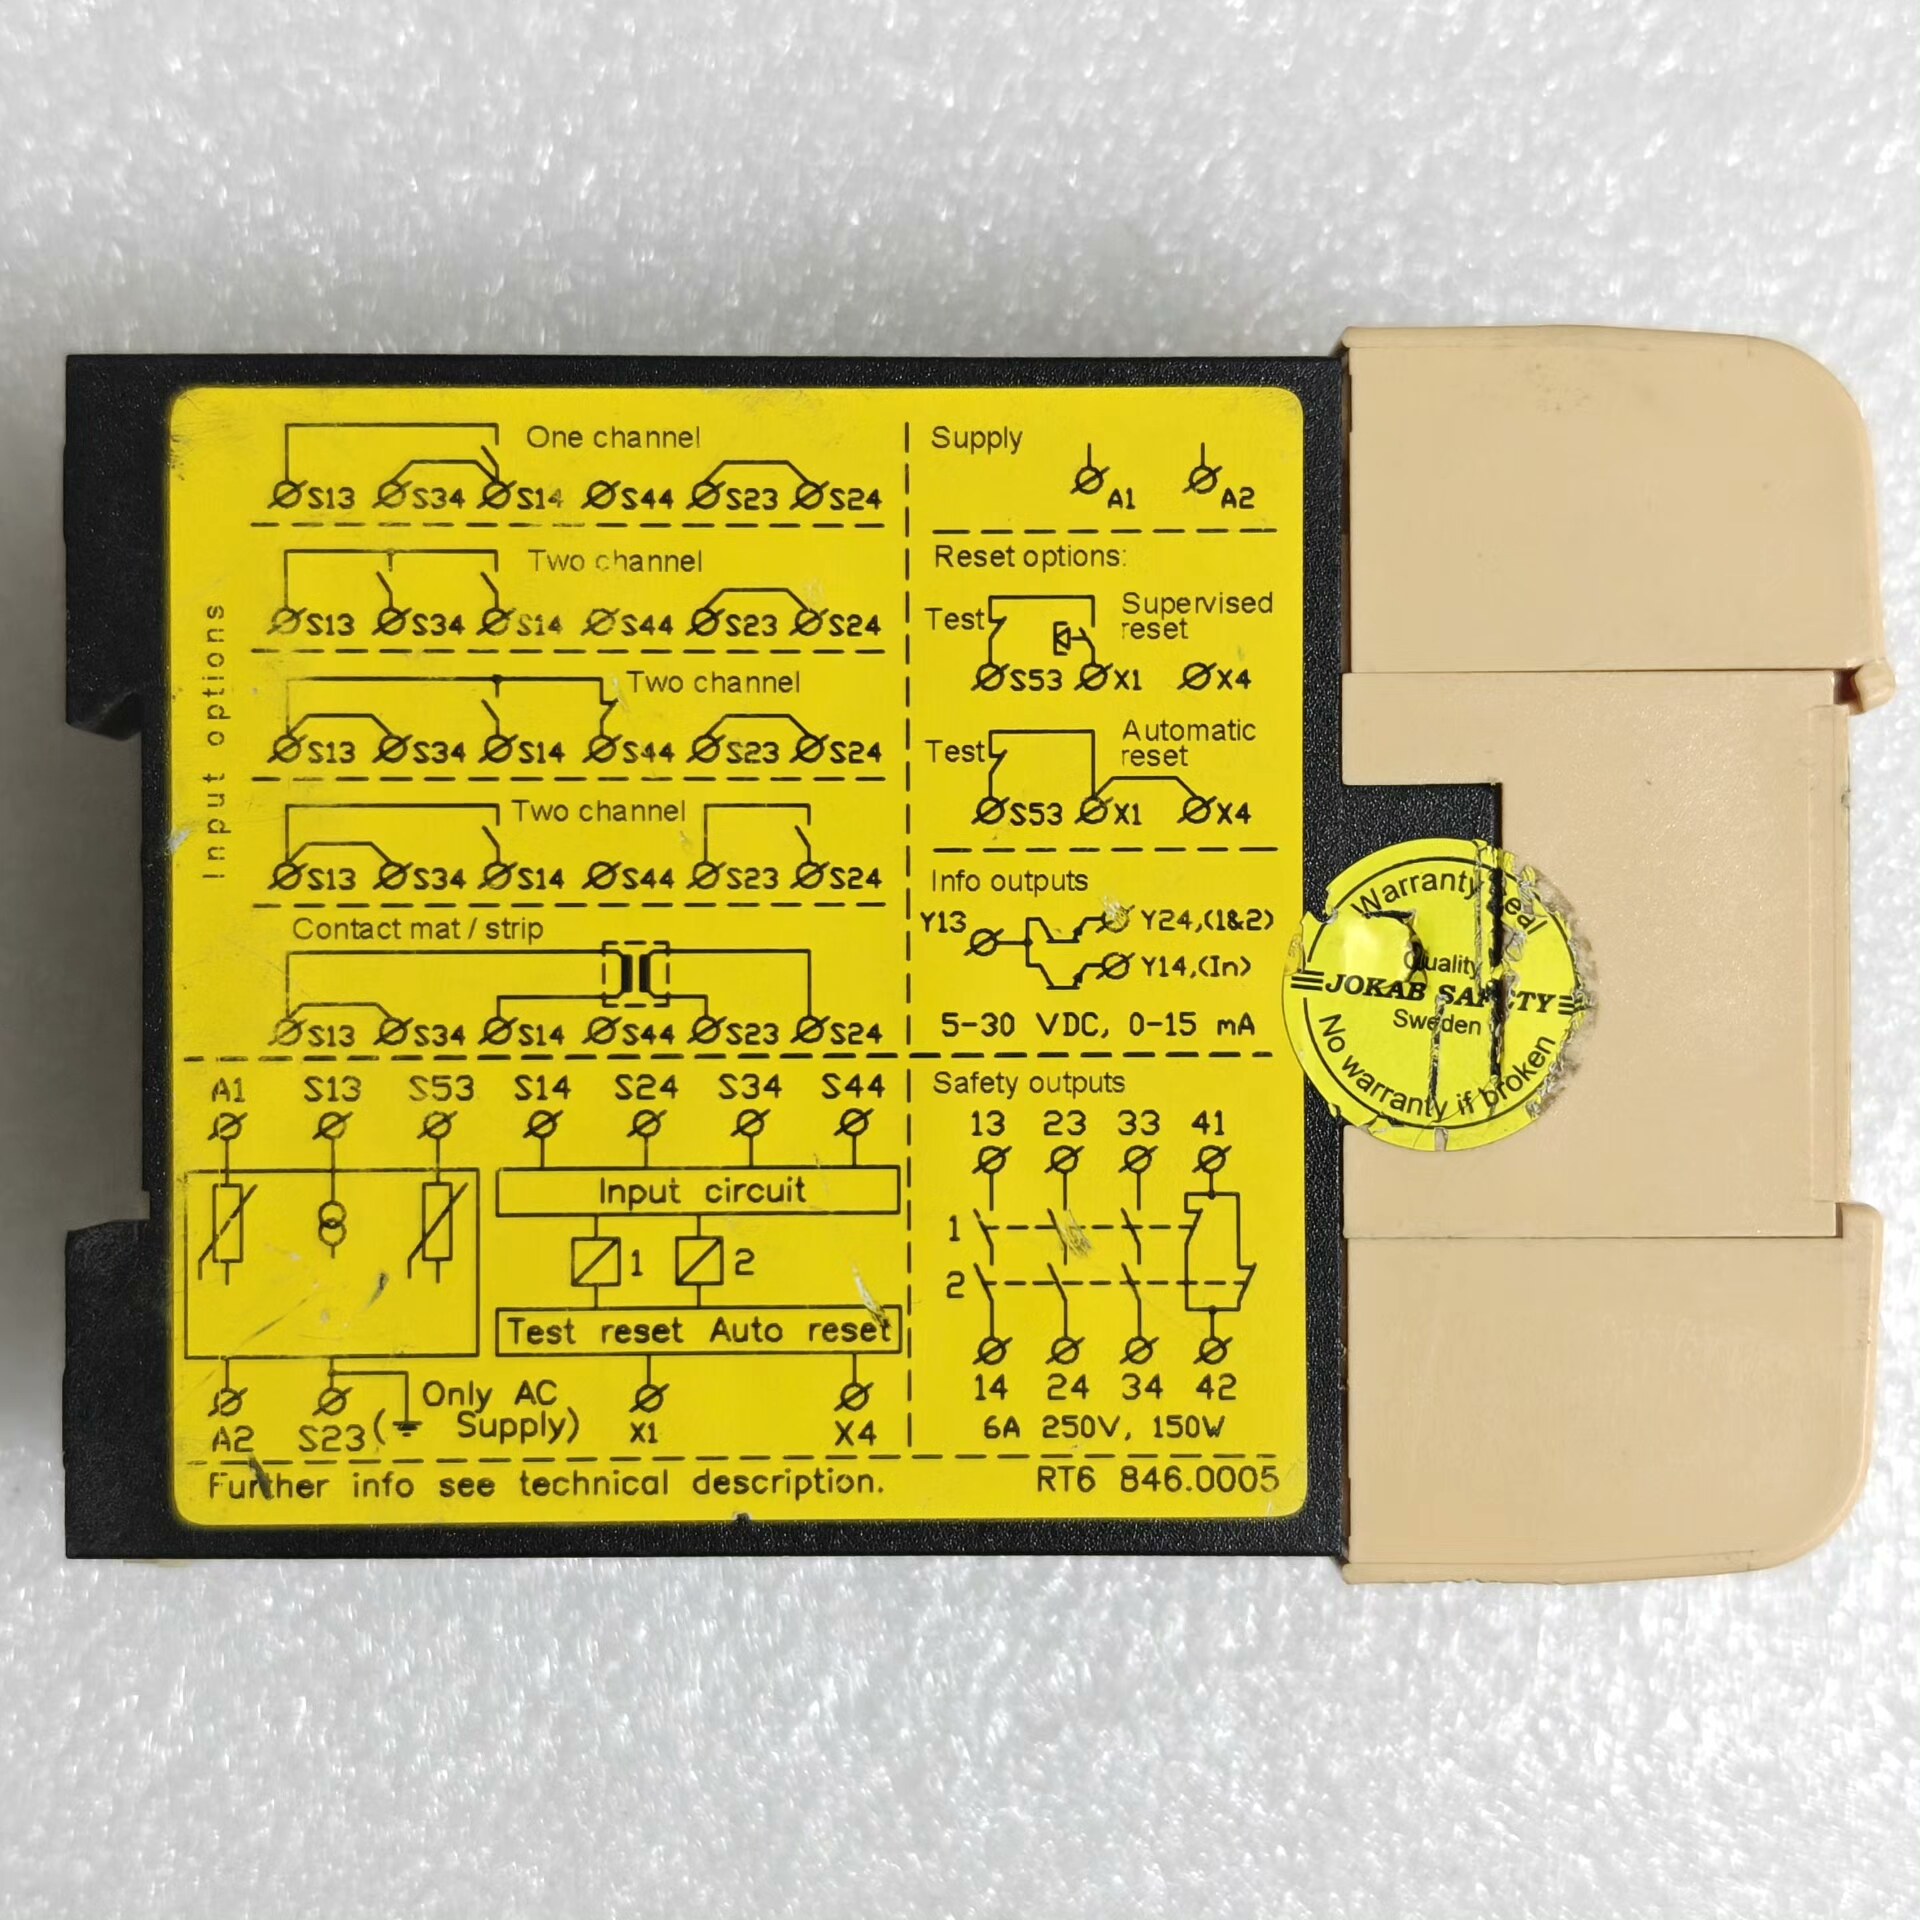 Input options
One channel
S13 S34 S14 S44 S23 S24
Two channel
S13 S34 S14 S44 S23 S24
Two channel
S13 S34 S14 S44 S23 S24
Two channel
S13 S34 S14 S44 S23 S24
Contact mat / strip
S13 S34 S14 S44 S23 S24
A1 S13 S53 S14 S24 S34 S44
Input circuit
1 2
Test reset Auto reset
Only AC
A2 S23 ( Supply) X1 X4
Supply
A1 A2
Reset options:
Test Supervised
reset
S53 X1 X4
Test Automatic
reset
S53 X1 X4
Info outputs
Y13 Y24,(1&2)
Y14,(In)
5-30 VDC, 0-15 mA
Safety outputs
13 23 33 41
1
2
14 24 34 42
6A 250V, 150W
Further info see technical description. RT6 846.0005
Warranty Seal
Quality
JOKAB SAFETY
Sweden
No warranty if broken